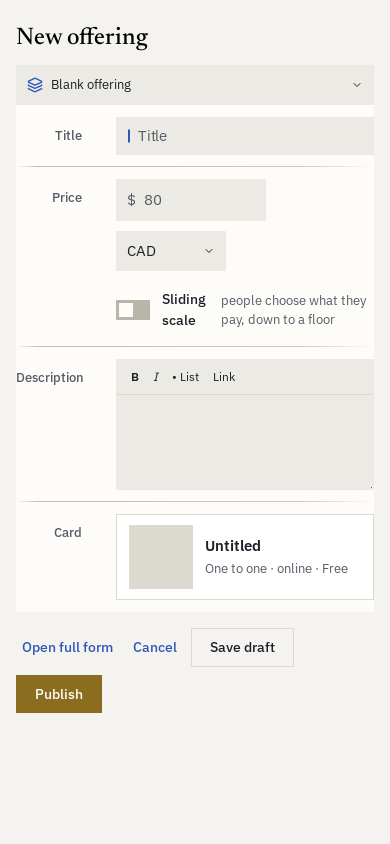 New offering
Blank offering
Title
Title
Price
$ 80
CAD
Sliding scale
people choose what they pay, down to a floor
Description
B I • List Link
Card
Untitled
One to one · online · Free
Open full form Cancel Save draft
Publish